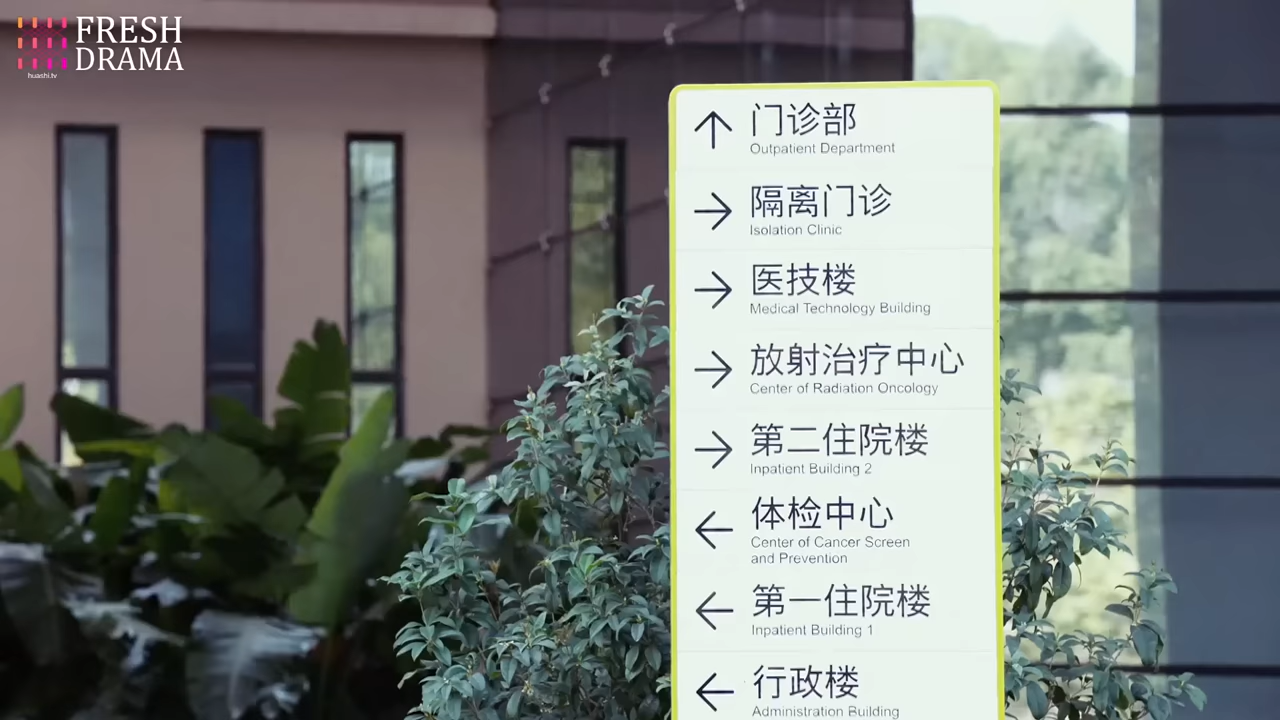 FRESH
DRAMA
huashi.tv
门诊部
Outpatient Department
隔离门诊
Isolation Clinic
医技楼
Medical Technology Building
放射治疗中心
Center of Radiation Oncology
第二住院楼
Inpatient Building 2
体检中心
Center of Cancer Screen
and Prevention
第一住院楼
Inpatient Building 1
行政楼
Administration Building